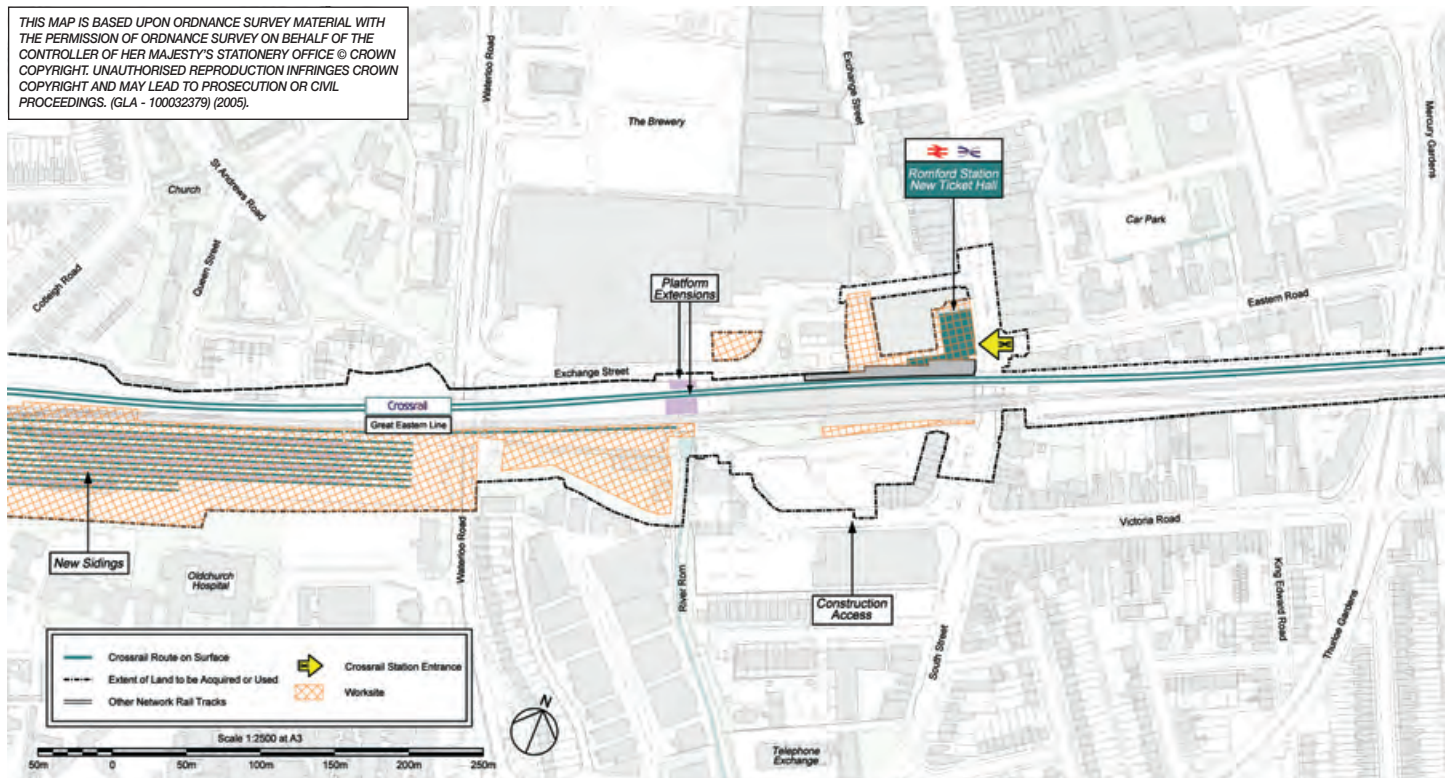 THIS MAP IS BASED UPON ORDNANCE SURVEY MATERIAL WITH
THE PERMISSION OF ORDNANCE SURVEY ON BEHALF OF THE
CONTROLLER OF HER MAJESTY'S STATIONERY OFFICE © CROWN
COPYRIGHT. UNAUTHORISED REPRODUCTION INFRINGES CROWN
COPYRIGHT AND MAY LEAD TO PROSECUTION OR CIVIL
PROCEEDINGS. (GLA - 100032379) (2005).
Waterloo Road
Exchange Street
Mercury Gardens
The Brewery
Romford Station
New Ticket Hall
St Andrews Road
Church
Car Park
Queen Street
Cotleigh Road
Platform
Extensions
Eastern Road
Exchange Street
Crossrail
Great Eastern Line
New Sidings
Oldchurch
Hospital
Waterloo Road
River Rom
Construction
Access
Victoria Road
South Street
King Edward Road
Thurloe Gardens
Crossrail Route on Surface
Extent of Land to be Acquired or Used
Other Network Rail Tracks
Crossrail Station Entrance
Worksite
N
Scale 1:2500 at A3
50m 0 50m 100m 150m 200m 250m
Telephone
Exchange